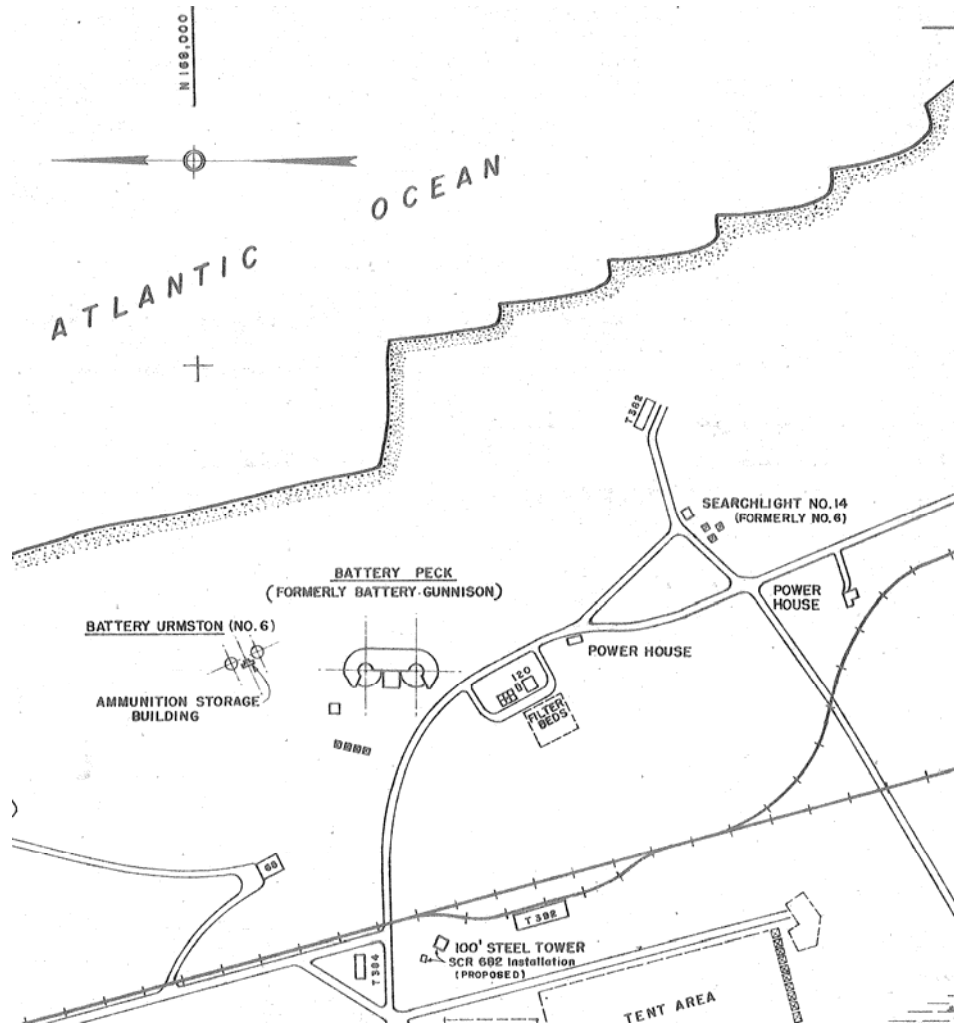 N 168,000
ATLANTIC OCEAN
T 382
SEARCHLIGHT NO. 14
(FORMERLY NO. 6)
BATTERY PECK
(FORMERLY BATTERY GUNNISON)
POWER
HOUSE
BATTERY URMSTON (NO. 6)
POWER HOUSE
120
D
AMMUNITION STORAGE
BUILDING
FILTER
BEDS
68
T 392
100' STEEL TOWER
SCR 682 Installation
(PROPOSED)
T 384
TENT AREA